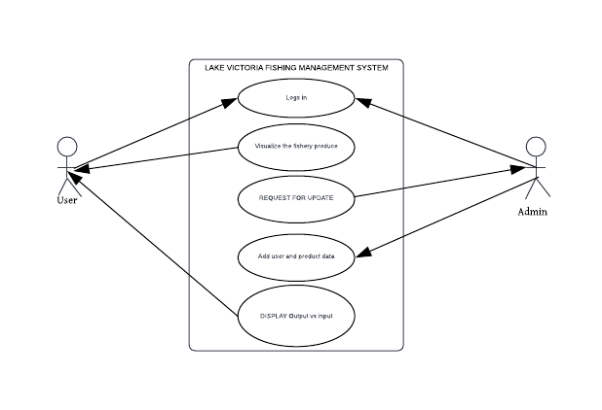 LAKE VICTORIA FISHING MANAGEMENT SYSTEM
Logs in
Visualize the fishery produce
REQUEST FOR UPDATE
User
Admin
Add user and product data
DISPLAY Output vs input